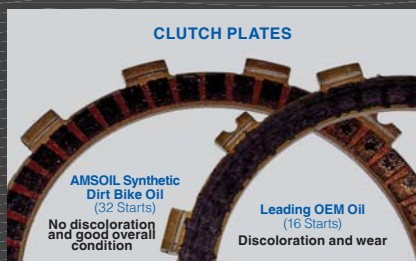 CLUTCH PLATES
AMSOIL Synthetic
Dirt Bike Oil
(32 Starts)
No discoloration
and good overall
condition
Leading OEM Oil
(16 Starts)
Discoloration and wear